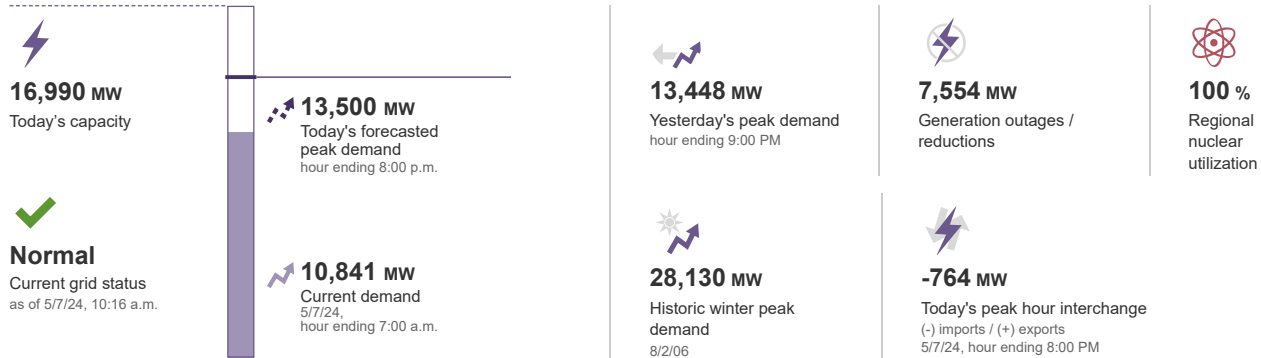 16,990 MW
Today's capacity
Normal
Current grid status
as of 5/7/24, 10:16 a.m.
13,500 MW
Today's forecasted
peak demand
hour ending 8:00 p.m.
10,841 MW
Current demand
5/7/24,
hour ending 7:00 a.m.
13,448 MW
Yesterday's peak demand
hour ending 9:00 PM
7,554 MW
Generation outages /
reductions
100 %
Regional
nuclear
utilization
28,130 MW
Historic winter peak
demand
8/2/06
-764 MW
Today's peak hour interchange
(-) imports / (+) exports
5/7/24, hour ending 8:00 PM